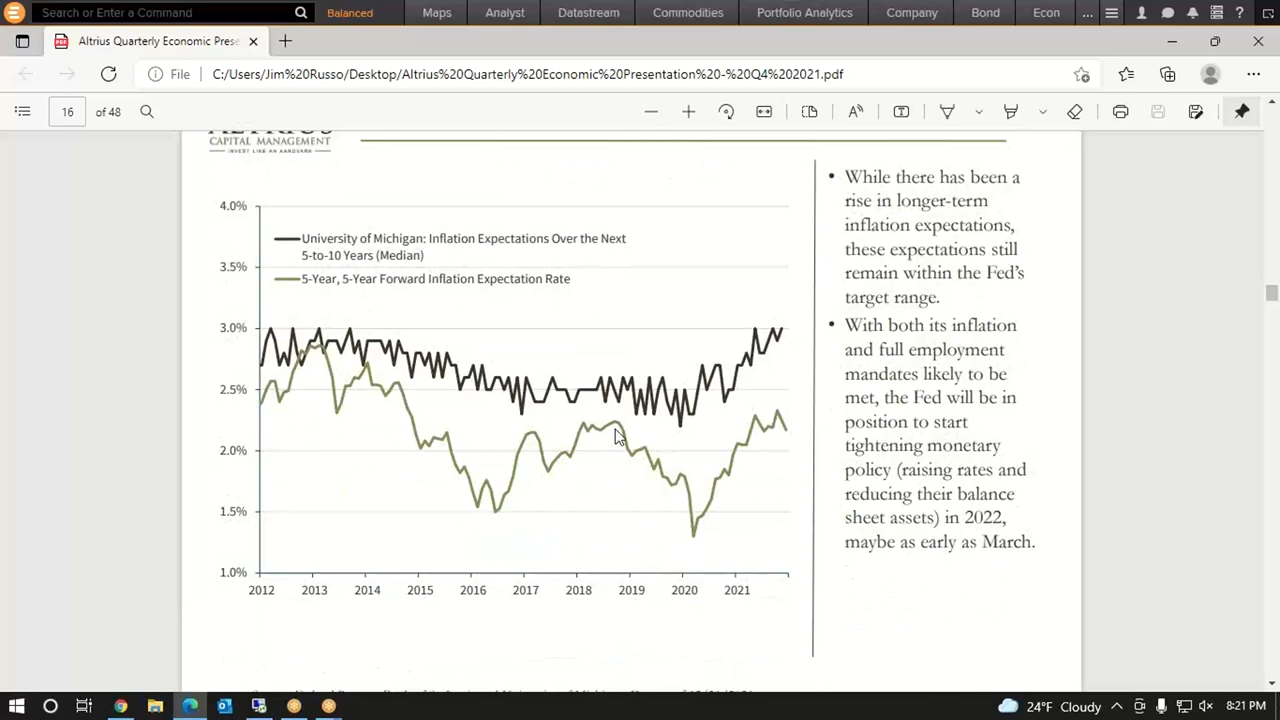 Search or Enter a Command
Balanced
Maps
Analyst
Datastream
Commodities
Portfolio Analytics
Company
Bond
Econ
...
?
Altrius Quarterly Economic Prese
File
C:/Users/Jim%20Russo/Desktop/Altrius%20Quarterly%20Economic%20Presentation%20-%20Q4%202021.pdf
16 of 48
ALTRIUS
CAPITAL MANAGEMENT
INVEST LIKE AN AARDVARK
4.0%
3.5%
3.0%
2.5%
2.0%
1.5%
1.0%
University of Michigan: Inflation Expectations Over the Next
5-to-10 Years (Median)
5-Year, 5-Year Forward Inflation Expectation Rate
2012 2013 2014 2015 2016 2017 2018 2019 2020 2021
• While there has been a
rise in longer-term
inflation expectations,
these expectations still
remain within the Fed's
target range.
• With both its inflation
and full employment
mandates likely to be
met, the Fed will be in
position to start
tightening monetary
policy (raising rates and
reducing their balance
sheet assets) in 2022,
maybe as early as March.
24°F Cloudy
8:21 PM